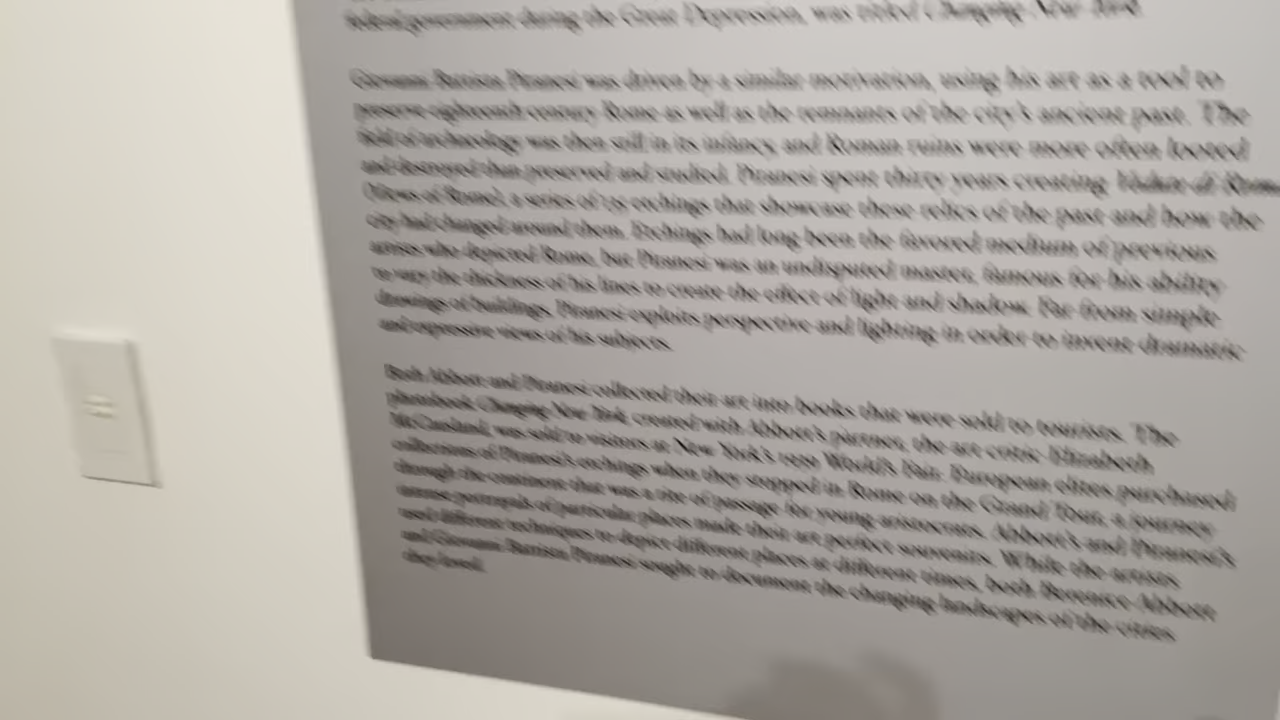 federal government during the Great Depression, was titled Changing New York.
Giovanni Battista Piranesi was driven by a similar motivation, using his art as a tool to
preserve eighteenth-century Rome as well as the remnants of the city's ancient past. The
field of archaeology was then still in its infancy, and Roman ruins were more often looted
and destroyed than preserved and studied. Piranesi spent thirty years creating Vedute di Roma
(Views of Rome), a series of 135 etchings that showcase these relics of the past and how the
city had changed around them. Etchings had long been the favored medium of previous
artists who depicted Rome, but Piranesi was an undisputed master, famous for his ability
to vary the thickness of his lines to create the effect of light and shadow. Far from simple
drawings of buildings, Piranesi exploits perspective and lighting in order to invent dramatic
and expressive views of his subjects.
Both Abbott and Piranesi collected their art into books that were sold to tourists. The
photobook Changing New York, created with Abbott's partner, the art critic Elizabeth
McCausland, was sold to visitors at New York's 1939 World's Fair. European elites purchased
collections of Piranesi's etchings when they stopped in Rome on the Grand Tour, a journey
through the continent that was a rite of passage for young aristocrats. Abbott's and Piranesi's
intense portrayals of particular places made their art perfect souvenirs. While the artists
used different techniques to depict different places at different times, both Berenice Abbott
and Giovanni Battista Piranesi sought to document the changing landscapes of the cities
they loved.